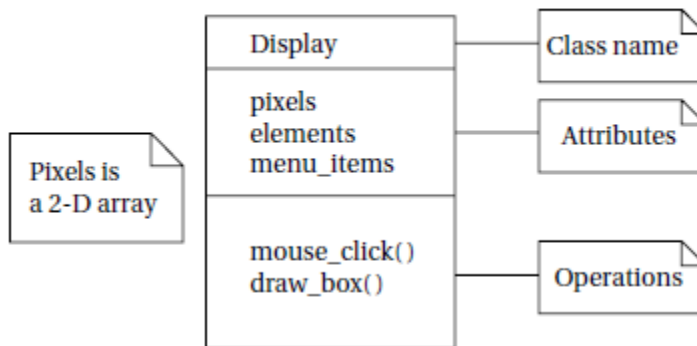 Display
Class name
pixels
elements
menu_items
Attributes
Pixels is
a 2-D array
mouse_click()
draw_box()
Operations